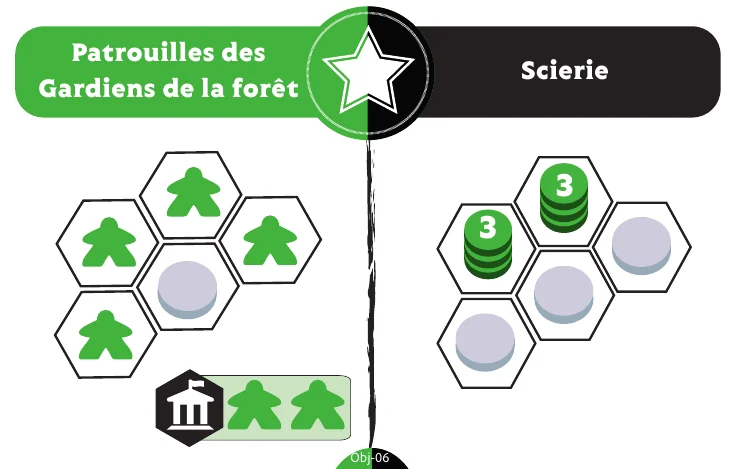 Patrouilles des
Gardiens de la forêt
Scierie
3
3
Obj-06